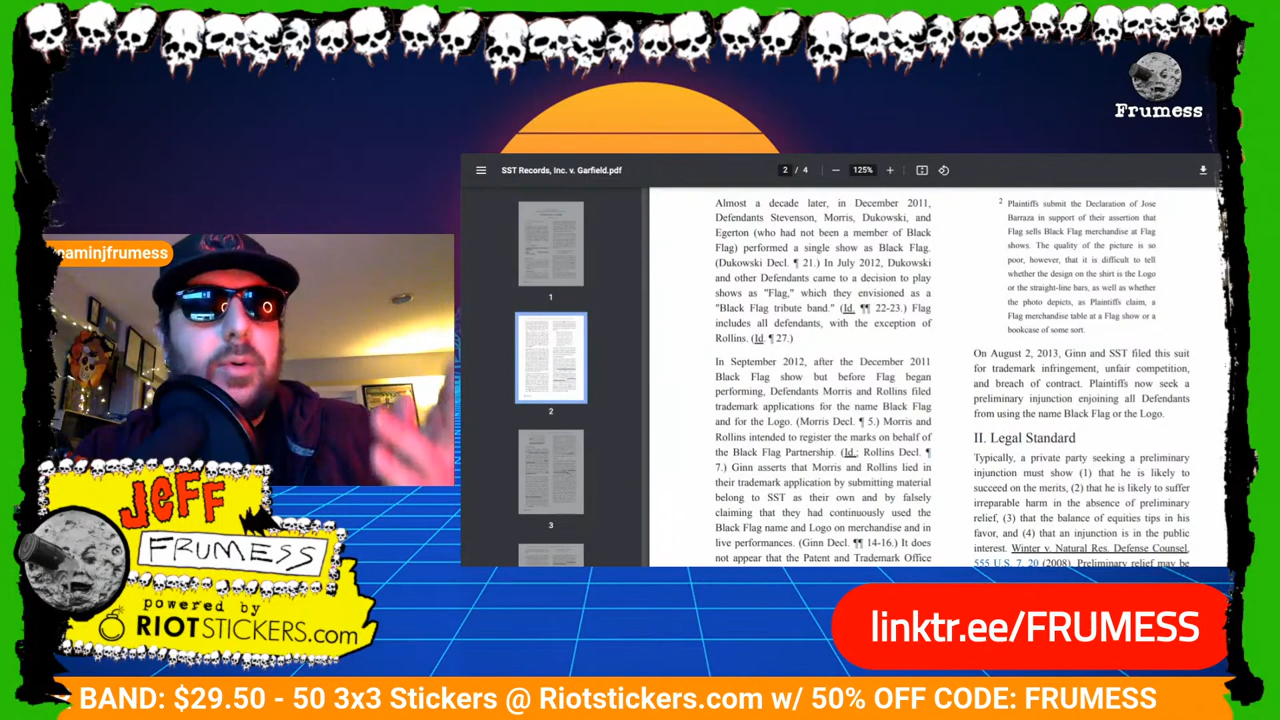 Frumess
SST Records, Inc. v. Garfield.pdf
2 / 4
125%
eaminjfrumess
1
2
3
Almost a decade later, in December 2011,
Defendants Stevenson, Morris, Dukowski, and
Egerton (who had not been a member of Black
Flag) performed a single show as Black Flag.
(Dukowski Decl. ¶ 21.) In July 2012, Dukowski
and other Defendants came to a decision to play
shows as "Flag," which they envisioned as a
"Black Flag tribute band." (Id. ¶¶ 22-23.) Flag
includes all defendants, with the exception of
Rollins. (Id. ¶ 27.)
In September 2012, after the December 2011
Black Flag show but before Flag began
performing, Defendants Morris and Rollins filed
trademark applications for the name Black Flag
and for the Logo. (Morris Decl. ¶ 5.) Morris and
Rollins intended to register the marks on behalf of
the Black Flag Partnership. (Id.; Rollins Decl. ¶
7.) Ginn asserts that Morris and Rollins lied in
their trademark application by submitting material
belong to SST as their own and by falsely
claiming that they had continuously used the
Black Flag name and Logo on merchandise and in
live performances. (Ginn Decl. ¶¶ 14-16.) It does
not appear that the Patent and Trademark Office
2 Plaintiffs submit the Declaration of Jose
Barraza in support of their assertion that
Flag sells Black Flag merchandise at Flag
shows. The quality of the picture is so
poor, however, that it is difficult to tell
whether the design on the shirt is the Logo
or the straight-line bars, as well as whether
the photo depicts, as Plaintiffs claim, a
Flag merchandise table at a Flag show or a
bookcase of some sort.
On August 2, 2013, Ginn and SST filed this suit
for trademark infringement, unfair competition,
and breach of contract. Plaintiffs now seek a
preliminary injunction enjoining all Defendants
from using the name Black Flag or the Logo.
II. Legal Standard
Typically, a private party seeking a preliminary
injunction must show (1) that he is likely to
succeed on the merits, (2) that he is likely to suffer
irreparable harm in the absence of preliminary
relief, (3) that the balance of equities tips in his
favor, and (4) that an injunction is in the public
interest. Winter v. Natural Res. Defense Counsel,
555 U.S. 7, 20 (2008). Preliminary relief may be
JEFF
FRUMESS
powered by
RIOTSTICKERS.com
linktr.ee/FRUMESS
BAND: $29.50 - 50 3x3 Stickers @ Riotstickers.com w/ 50% OFF CODE: FRUMESS